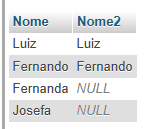 Nome Nome2
Luiz Luiz
Fernando Fernando
Fernanda NULL
Josefa NULL